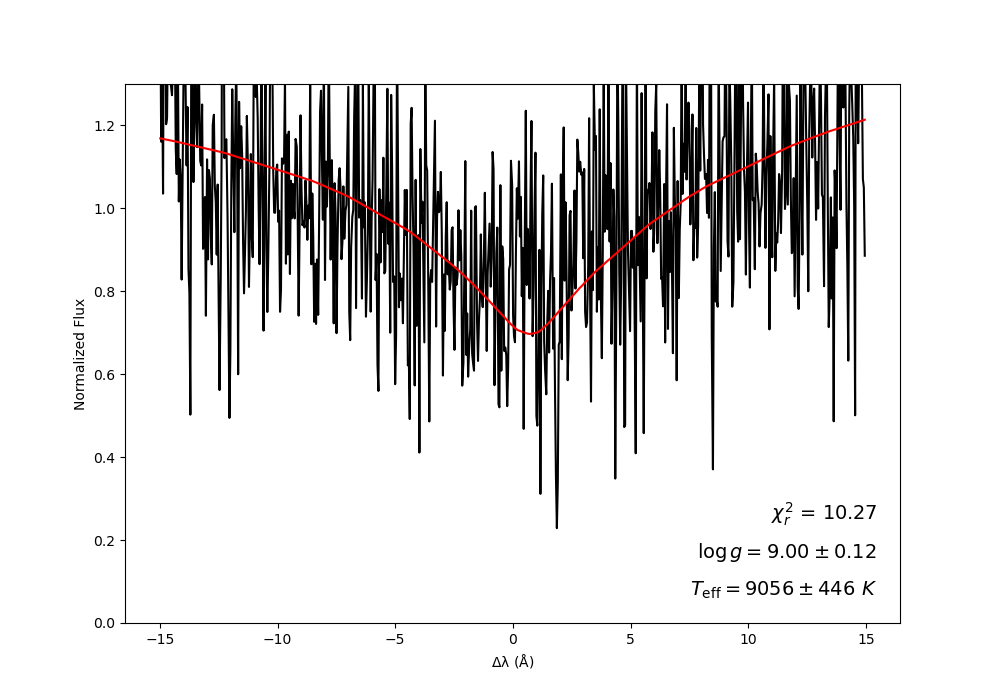 1.2
1.0
0.8
0.6
0.4
0.2
0.0
Normalized Flux
χ²ᵣ = 10.27
log g = 9.00 ± 0.12
T_eff = 9056 ± 446 K
−15 −10 −5 0 5 10 15
Δλ (Å)